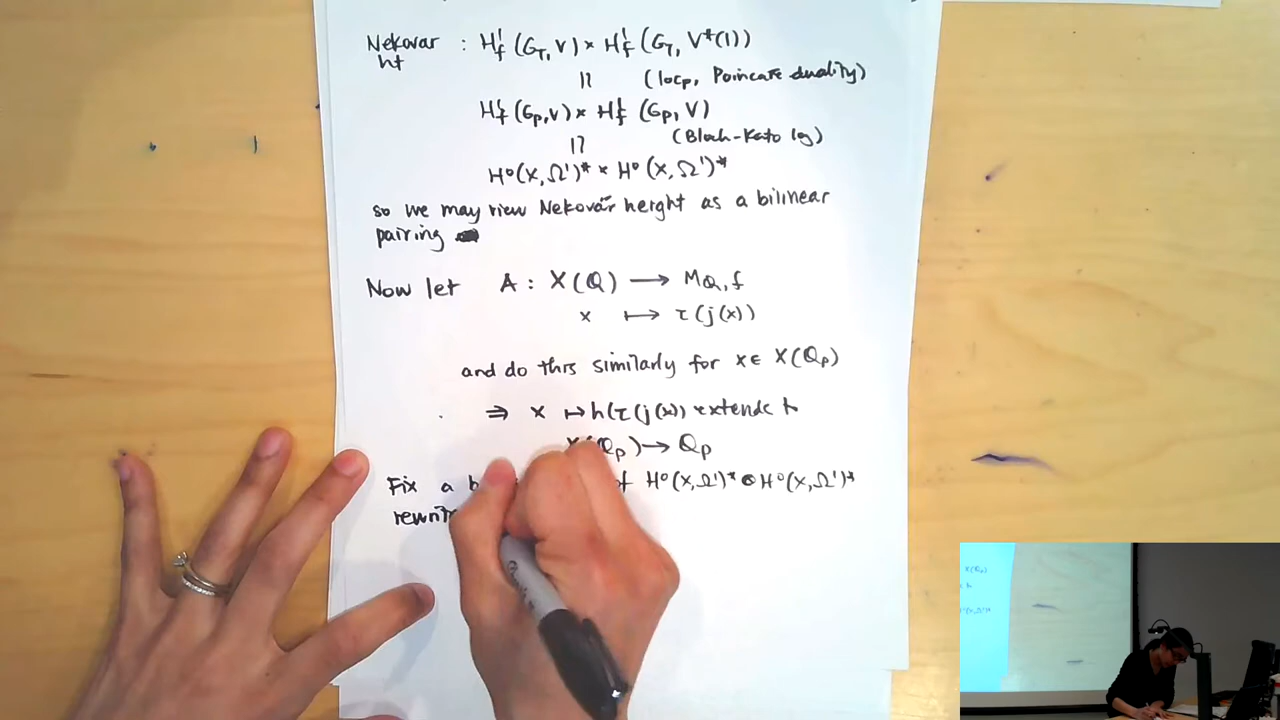 Nekovar : H¹f (G_T, V) × H¹f (G_T, V*(1))
ht
|| (loc_p, Poincare duality)
H¹f (G_p, V) × H¹f (G_p, V)
|| (Bloch-Kato log)
H⁰(X, Ω¹)* × H⁰(X, Ω¹)*
so we may view Nekovář height as a bilinear
pairing
Now let A : X(Q) → M_Q,f
x ↦ τ(j(x))
and do this similarly for x ∈ X(Q_p)
⇒ x ↦ h(τ(j(x)) extends to
X(Q_p) → Q_p
Fix a H⁰(X, Ω¹)* ⊗ H⁰(X, Ω¹)*